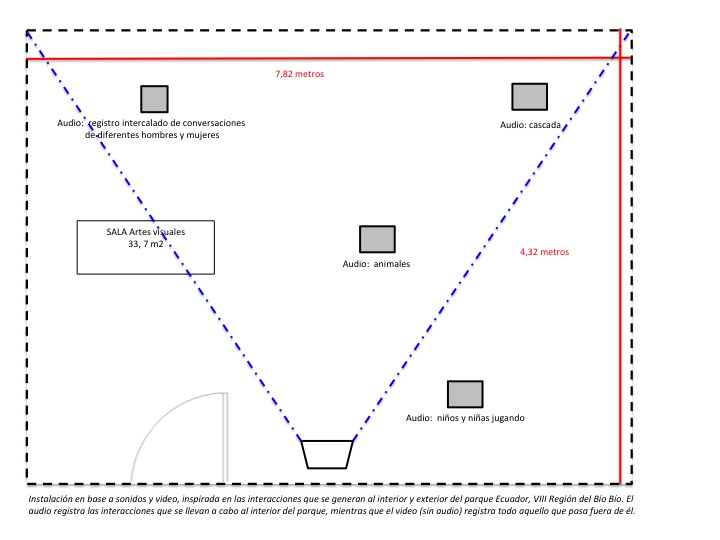 7,82 metros
Audio:  registro intercalado de conversaciones
de diferentes hombres y mujeres
Audio: cascada
SALA Artes visuales
33, 7 m2
4,32 metros
Audio:  animales
Audio:  niños y niñas jugando
Instalación en base a sonidos y video, inspirada en las interacciones que se generan al interior y exterior del parque Ecuador, VIII Región del Bío Bío. El
audio registra las interacciones que se llevan a cabo al interior del parque, mientras que el video (sin audio) registra todo aquello que pasa fuera de él.